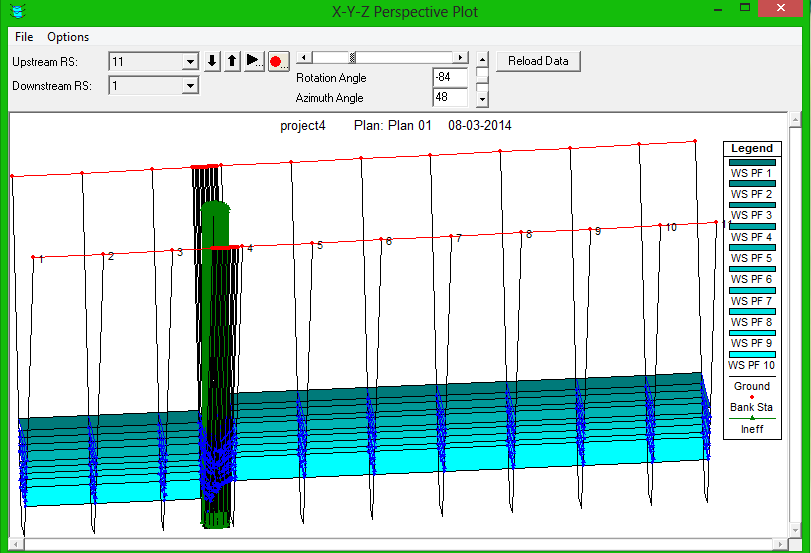 X-Y-Z Perspective Plot
File Options
Upstream RS: 11
Downstream RS: 1
Rotation Angle -84
Azimuth Angle 48
Reload Data
project4 Plan: Plan 01 08-03-2014
Legend
WS PF 1
WS PF 2
WS PF 3
WS PF 4
WS PF 5
WS PF 6
WS PF 7
WS PF 8
WS PF 9
WS PF 10
Ground
Bank Sta
Ineff
1 2 3 4 5 6 7 8 9 10 11